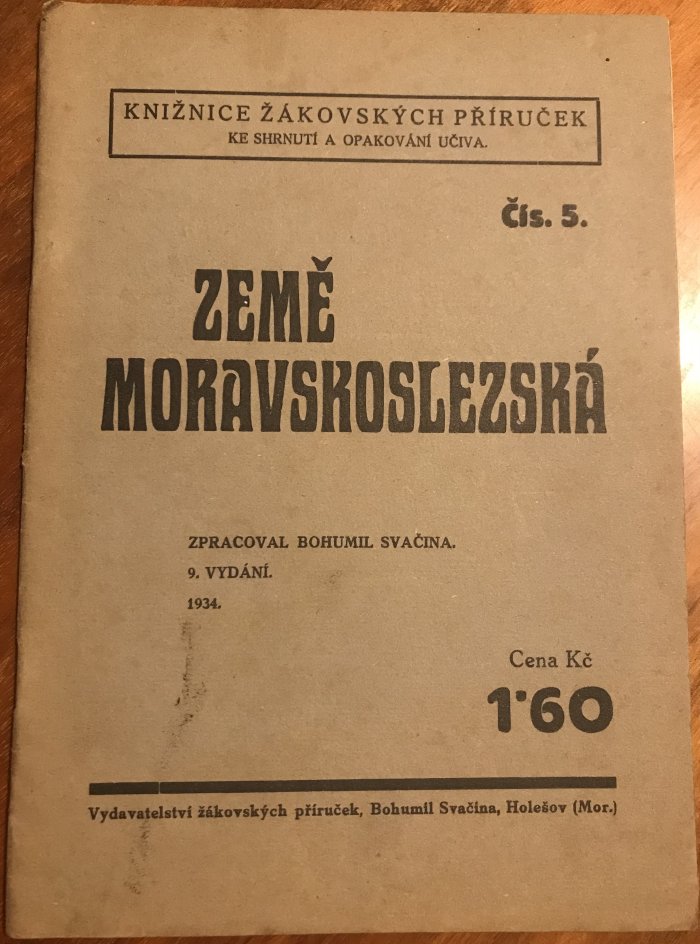 KNIŽNICE ŽÁKOVSKÝCH PŘÍRUČEK
KE SHRNUTÍ A OPAKOVÁNÍ UČIVA.
Čís. 5.
ZEMĚ
MORAVSKOSLEZSKÁ
ZPRACOVAL BOHUMIL SVAČINA.
9. VYDÁNÍ.
1934.
Cena Kč
1·60
Vydavatelství žákovských příruček, Bohumil Svačina, Holešov (Mor.)